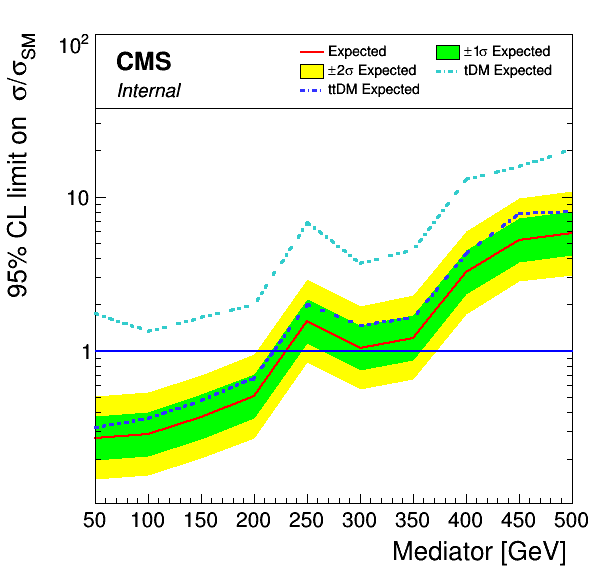 CMS
Internal
Expected
±1σ Expected
±2σ Expected
tDM Expected
ttDM Expected
95% CL limit on σ/σSM
10²
10
1
50 100 150 200 250 300 350 400 450 500
Mediator [GeV]